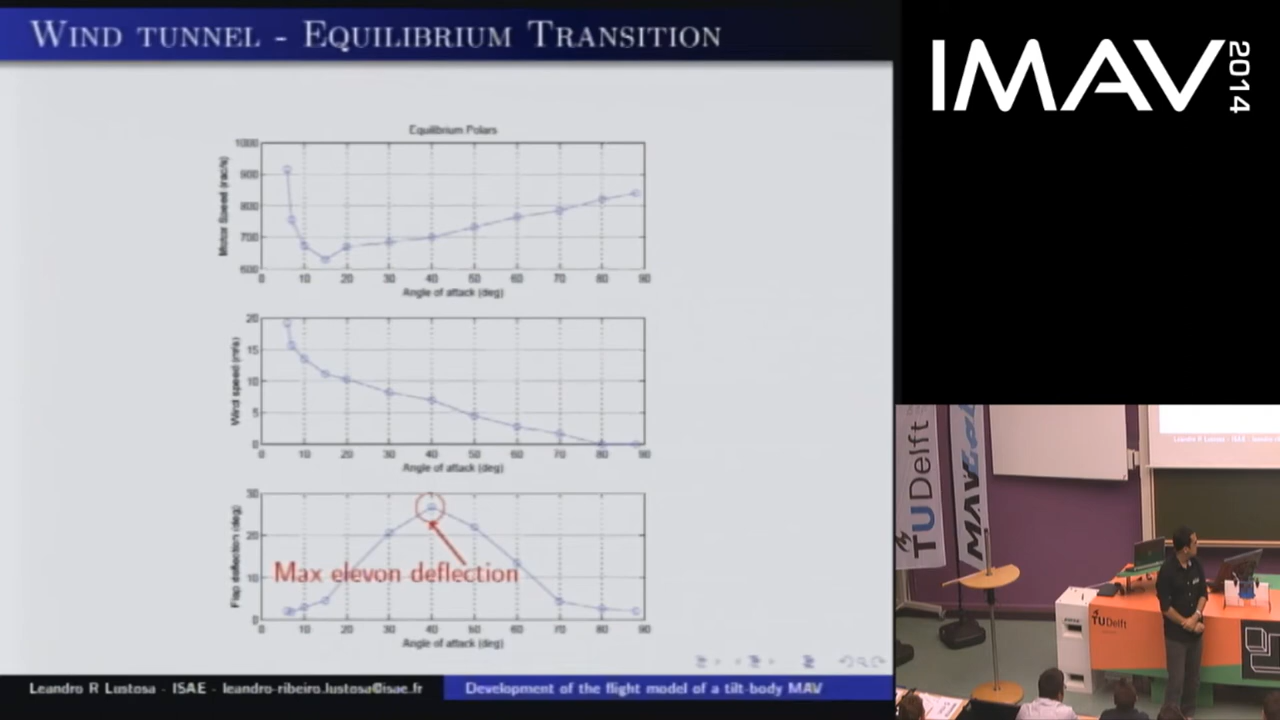 WIND TUNNEL - EQUILIBRIUM TRANSITION
Equilibrium Polars
Motor Speed (rad/s)
1000
900
800
700
600
0 10 20 30 40 50 60 70 80 90
Angle of attack (deg)
Wind speed (m/s)
20
15
10
5
0
0 10 20 30 40 50 60 70 80 90
Angle of attack (deg)
Flap deflection (deg)
30
20
10
0
Max elevon deflection
0 10 20 30 40 50 60 70 80 90
Angle of attack (deg)
Leandro R Lustosa - ISAE - leandro-ribeiro.lustosa@isae.fr
Development of the flight model of a tilt-body MAV
IMAV 2014
TUDelft
MAVLab
Leandro R Lustosa - ISAE
TUDelft